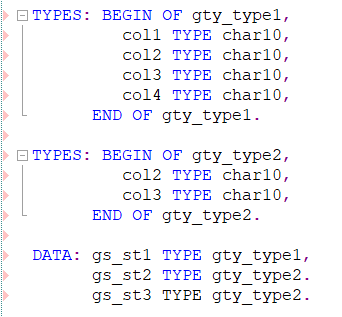 TYPES: BEGIN OF gty_type1,
col1 TYPE char10,
col2 TYPE char10,
col3 TYPE char10,
col4 TYPE char10,
END OF gty_type1.
TYPES: BEGIN OF gty_type2,
col2 TYPE char10,
col3 TYPE char10,
END OF gty_type2.
DATA: gs_st1 TYPE gty_type1,
gs_st2 TYPE gty_type2.
gs_st3 TYPE gty_type2.